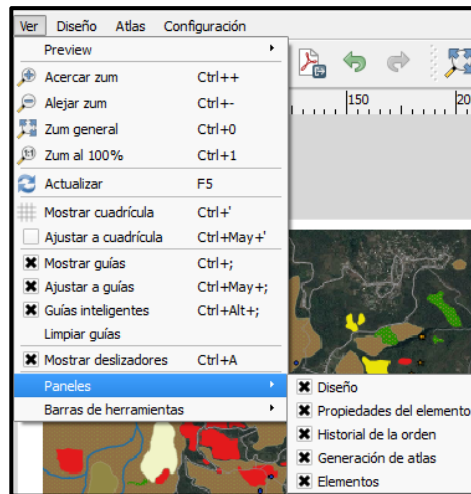 Ver Diseño Atlas Configuración
Preview
Acercar zum Ctrl++
Alejar zum Ctrl+-
Zum general Ctrl+0
Zum al 100% Ctrl+1
Actualizar F5
Mostrar cuadrícula Ctrl+'
Ajustar a cuadrícula Ctrl+May+'
Mostrar guías Ctrl+;
Ajustar a guías Ctrl+May+;
Guías inteligentes Ctrl+Alt+;
Limpiar guías
Mostrar deslizadores Ctrl+A
Paneles
Barras de herramientas
150
Diseño
Propiedades del elemento
Historial de la orden
Generación de atlas
Elementos